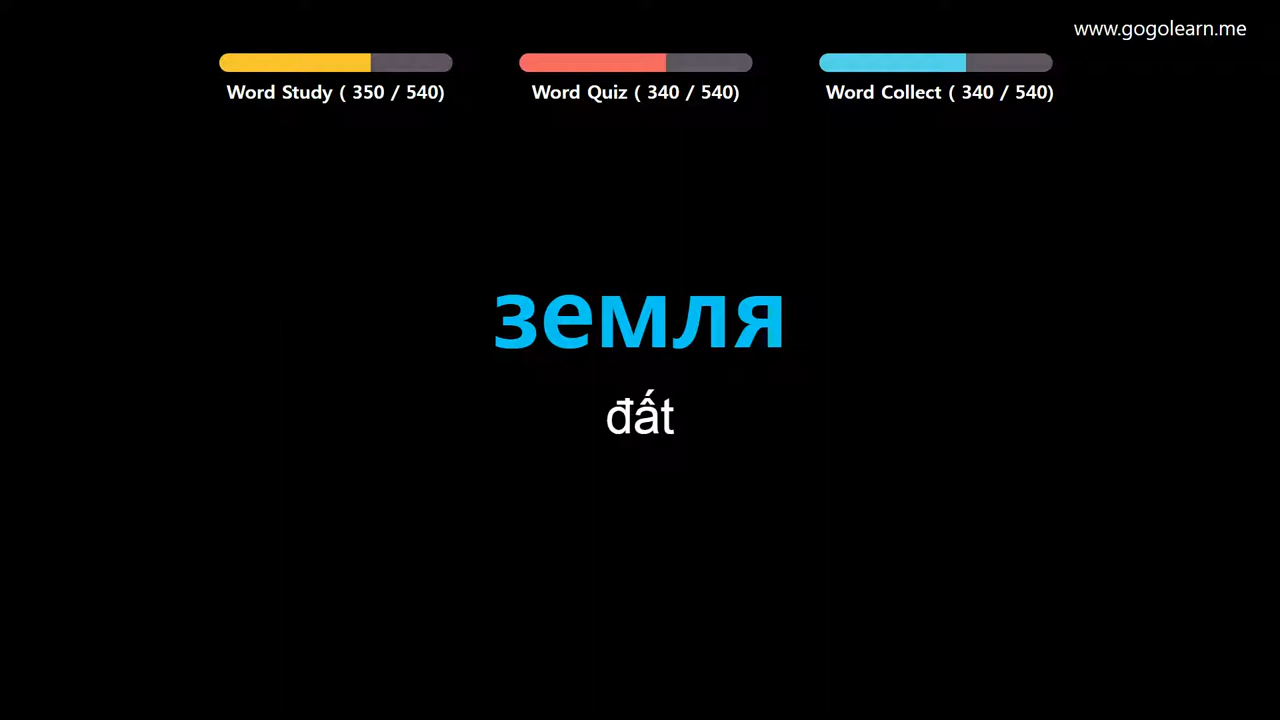 www.gogolearn.me
Word Study ( 350 / 540)
Word Quiz ( 340 / 540)
Word Collect ( 340 / 540)
земля
đất